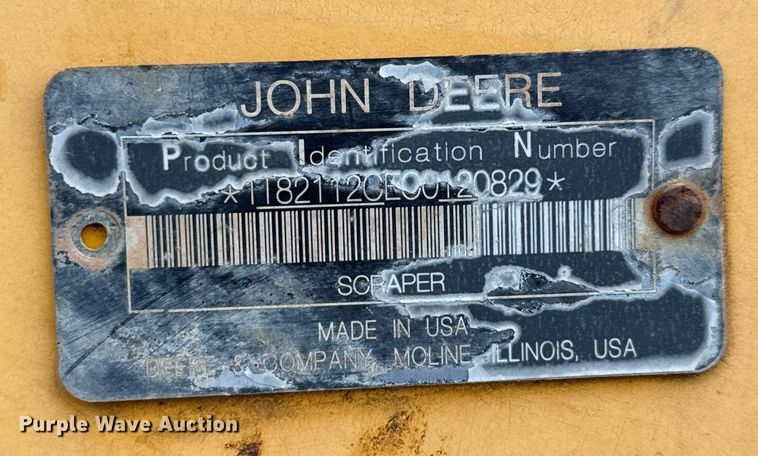 JOHN DEERE
Product Identification Number
*1T82112CEC0120829*
SCRAPER
MADE IN USA
DEERE & COMPANY, MOLINE, ILLINOIS, USA
Purple Wave Auction